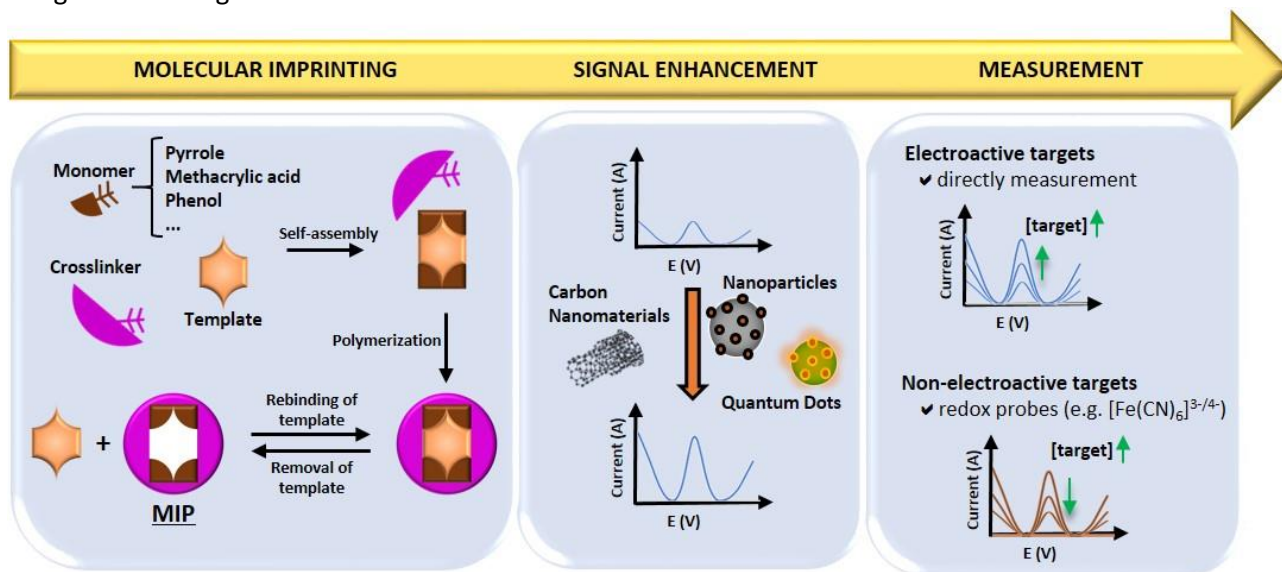 MOLECULAR IMPRINTING
SIGNAL ENHANCEMENT
MEASUREMENT
Monomer
Pyrrole
Methacrylic acid
Phenol
...
Crosslinker
Template
Self-assembly
Polymerization
Rebinding of
template
Removal of
template
+
MIP
Current (A)
E (V)
Carbon
Nanomaterials
Nanoparticles
Quantum Dots
Current (A)
E (V)
Electroactive targets
✔ directly measurement
Current (A)
[target]
E (V)
Non-electroactive targets
✔ redox probes (e.g. [Fe(CN)₆]³⁻/⁴⁻)
Current (A)
[target]
E (V)